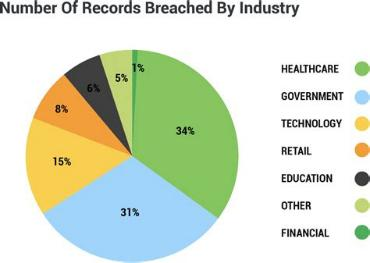 Number Of Records Breached By Industry
1%
5%
6%
8%
34%
15%
31%
HEALTHCARE
GOVERNMENT
TECHNOLOGY
RETAIL
EDUCATION
OTHER
FINANCIAL